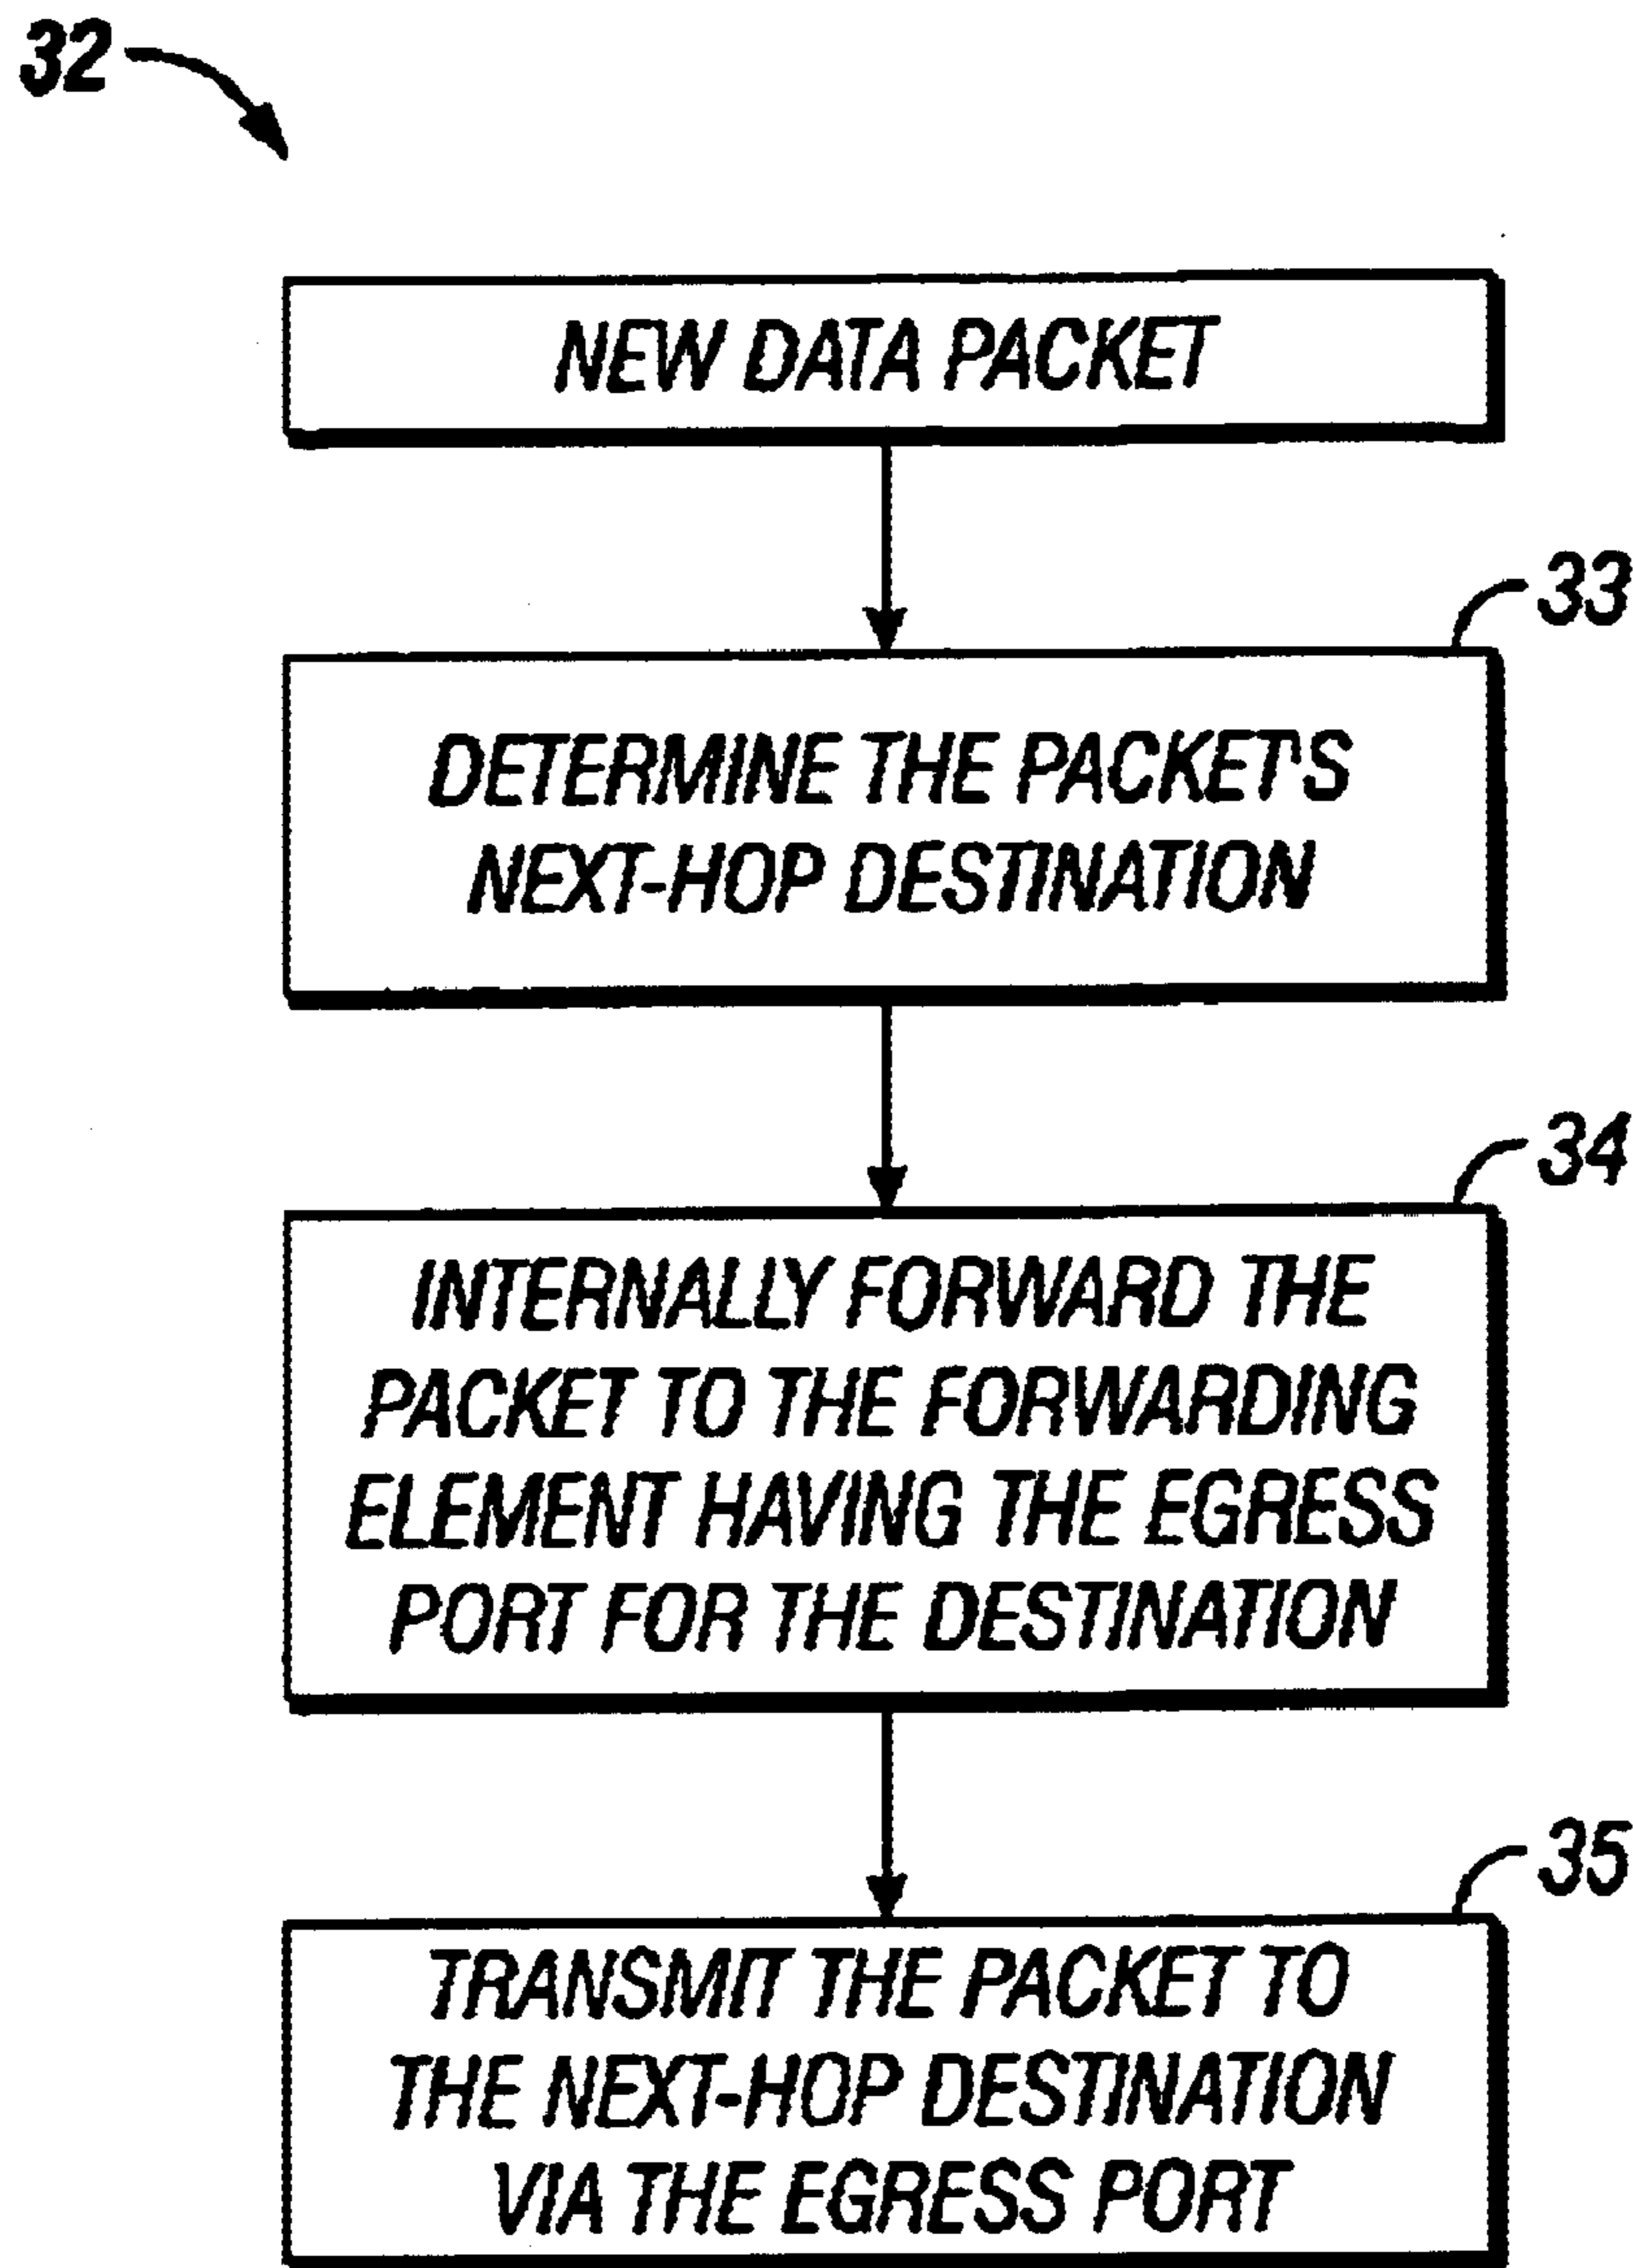 32
NEW DATA PACKET
33
DETERMINE THE PACKET'S
NEXT-HOP DESTINATION
34
INTERNALLY FORWARD THE
PACKET TO THE FORWARDING
ELEMENT HAVING THE EGRESS
PORT FOR THE DESTINATION
35
TRANSMIT THE PACKET TO
THE NEXT-HOP DESTINATION
VIA THE EGRESS PORT